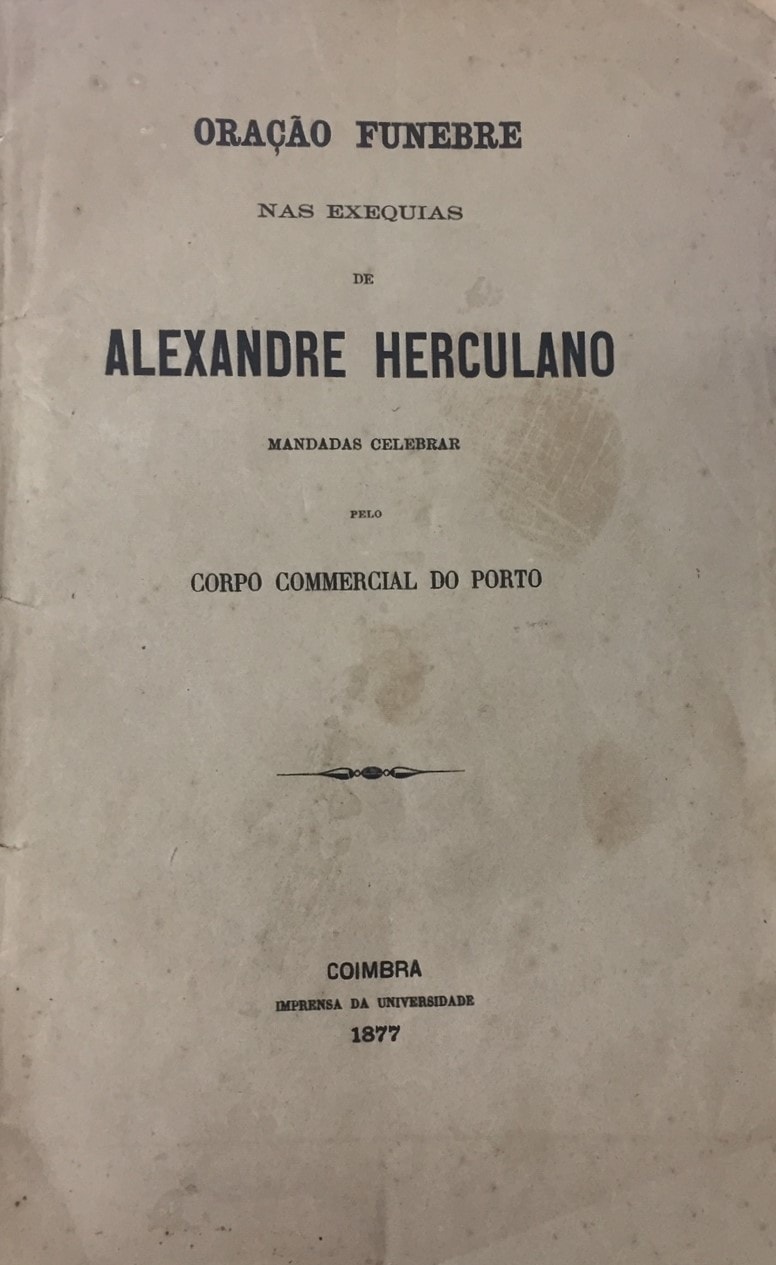 ORAÇÃO FUNEBRE
NAS EXEQUIAS
DE
ALEXANDRE HERCULANO
MANDADAS CELEBRAR
PELO
CORPO COMMERCIAL DO PORTO
COIMBRA
IMPRENSA DA UNIVERSIDADE
1877